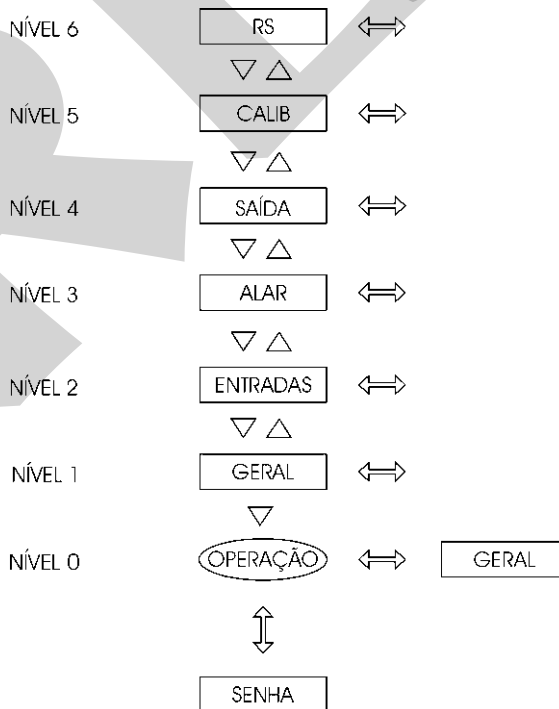 NÍVEL 6 RS
NÍVEL 5 CALIB
NÍVEL 4 SAÍDA
NÍVEL 3 ALAR
NÍVEL 2 ENTRADAS
NÍVEL 1 GERAL
NÍVEL 0 OPERAÇÃO GERAL
SENHA